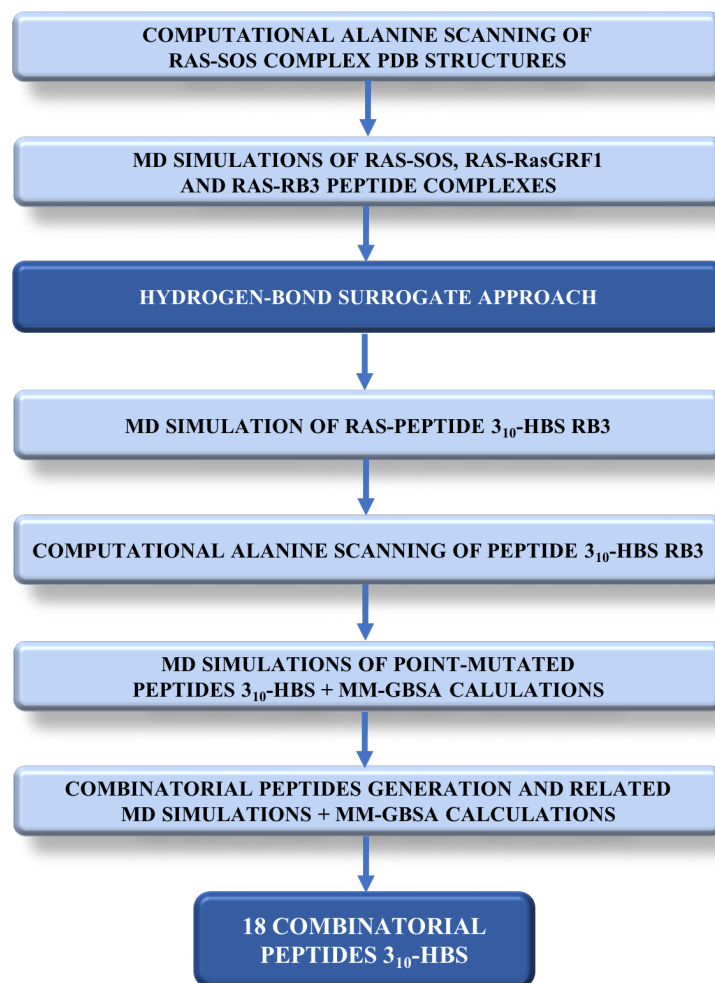 COMPUTATIONAL ALANINE SCANNING OF
RAS-SOS COMPLEX PDB STRUCTURES
MD SIMULATIONS OF RAS-SOS, RAS-RasGRF1
AND RAS-RB3 PEPTIDE COMPLEXES
HYDROGEN-BOND SURROGATE APPROACH
MD SIMULATION OF RAS-PEPTIDE 3₁₀-HBS RB3
COMPUTATIONAL ALANINE SCANNING OF PEPTIDE 3₁₀-HBS RB3
MD SIMULATIONS OF POINT-MUTATED
PEPTIDES 3₁₀-HBS + MM-GBSA CALULATIONS
COMBINATORIAL PEPTIDES GENERATION AND RELATED
MD SIMULATIONS + MM-GBSA CALCULATIONS
18 COMBINATORIAL
PEPTIDES 3₁₀-HBS